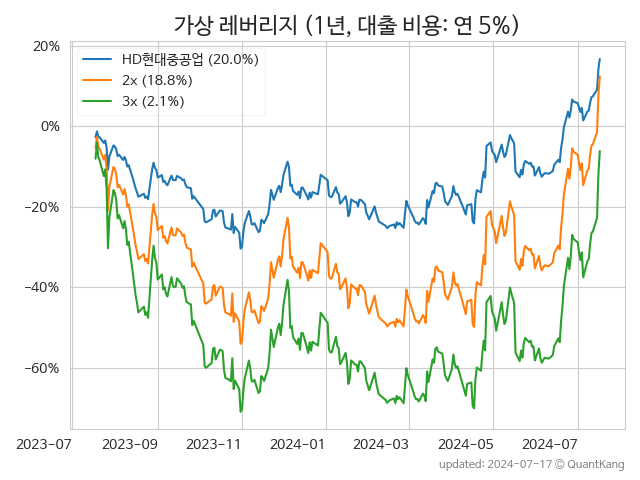 가상 레버리지 (1년, 대출 비용: 연 5%)
20%
0%
−20%
−40%
−60%
HD현대중공업 (20.0%)
2x (18.8%)
3x (2.1%)
2023-07
2023-09
2023-11
2024-01
2024-03
2024-05
2024-07
updated: 2024-07-17 © QuantKang